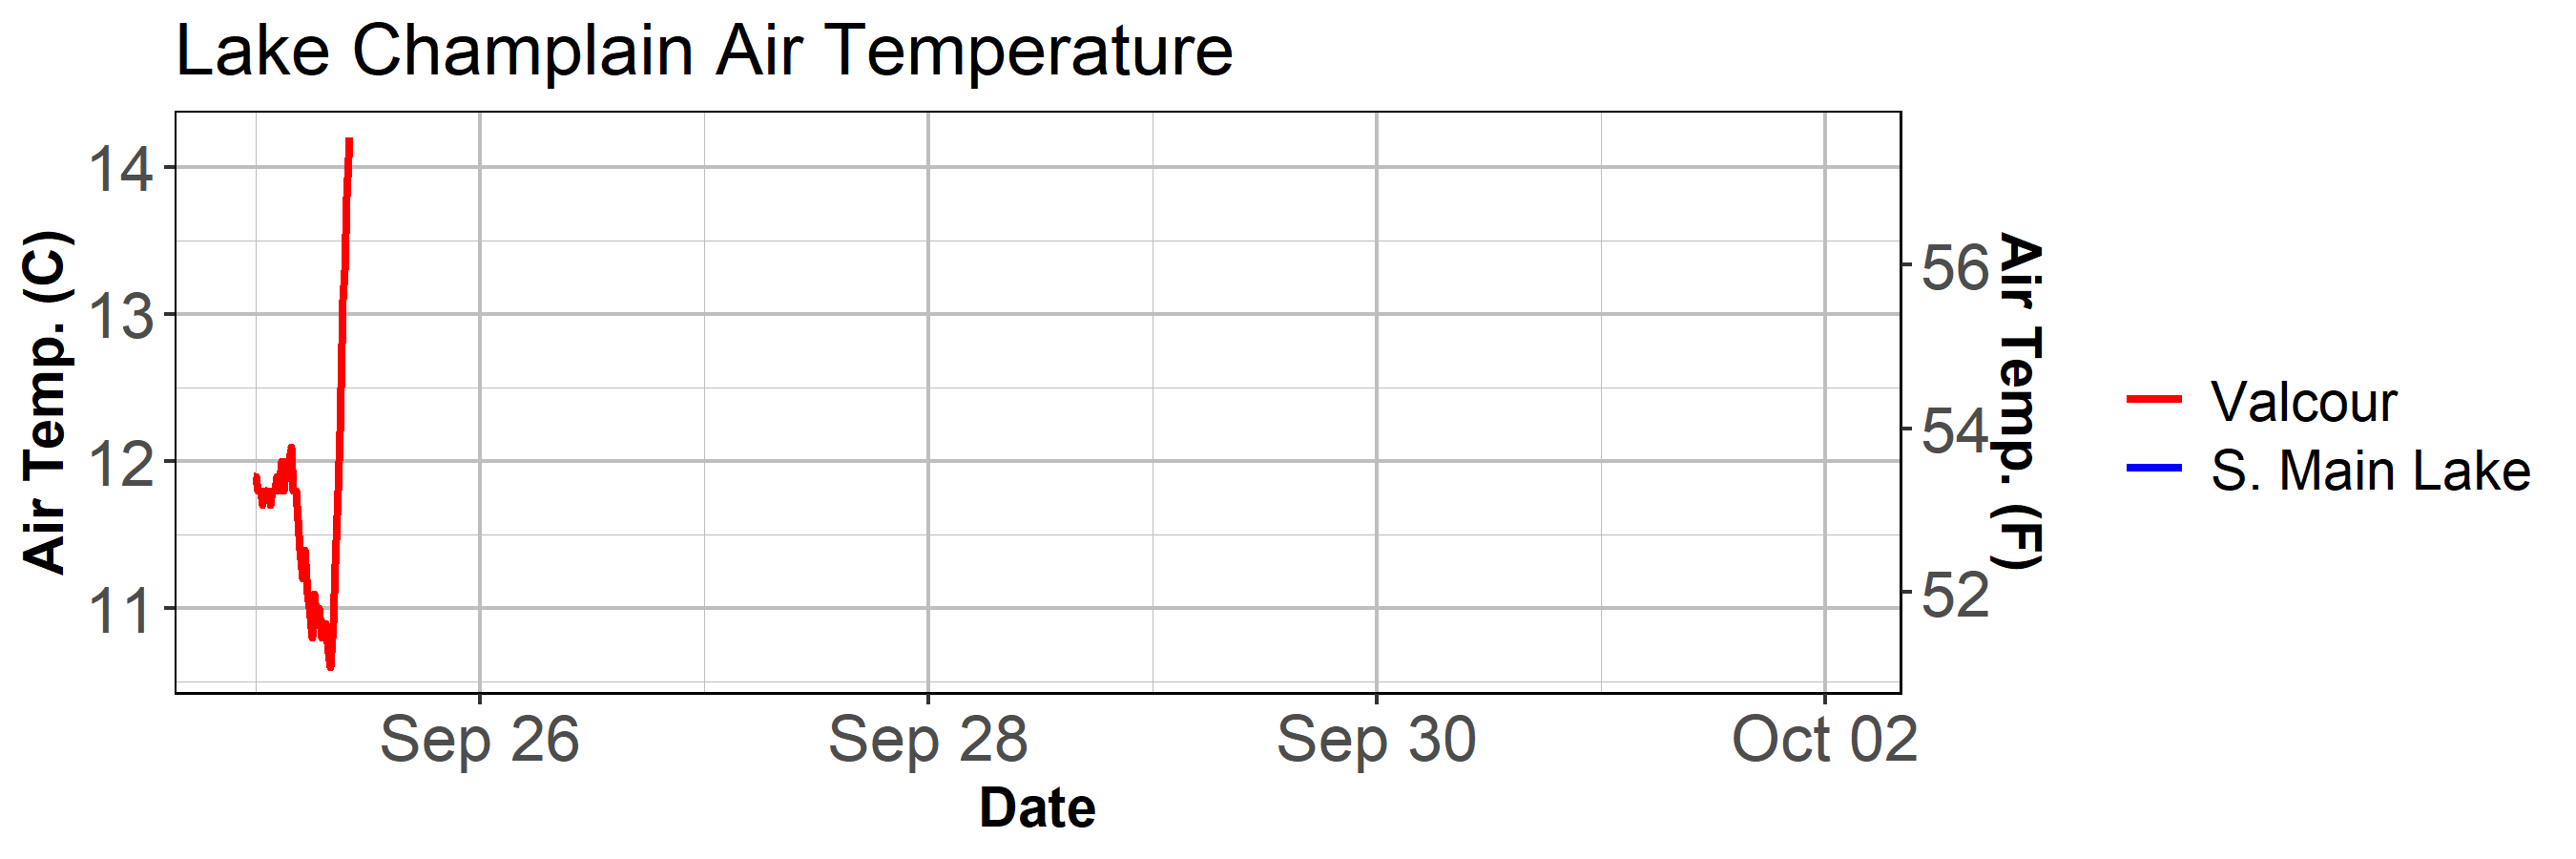 Lake Champlain Air Temperature
Air Temp. (C)
14
13
12
11
56
54
52
Air Temp. (F)
Sep 26
Sep 28
Sep 30
Oct 02
Date
Valcour
S. Main Lake